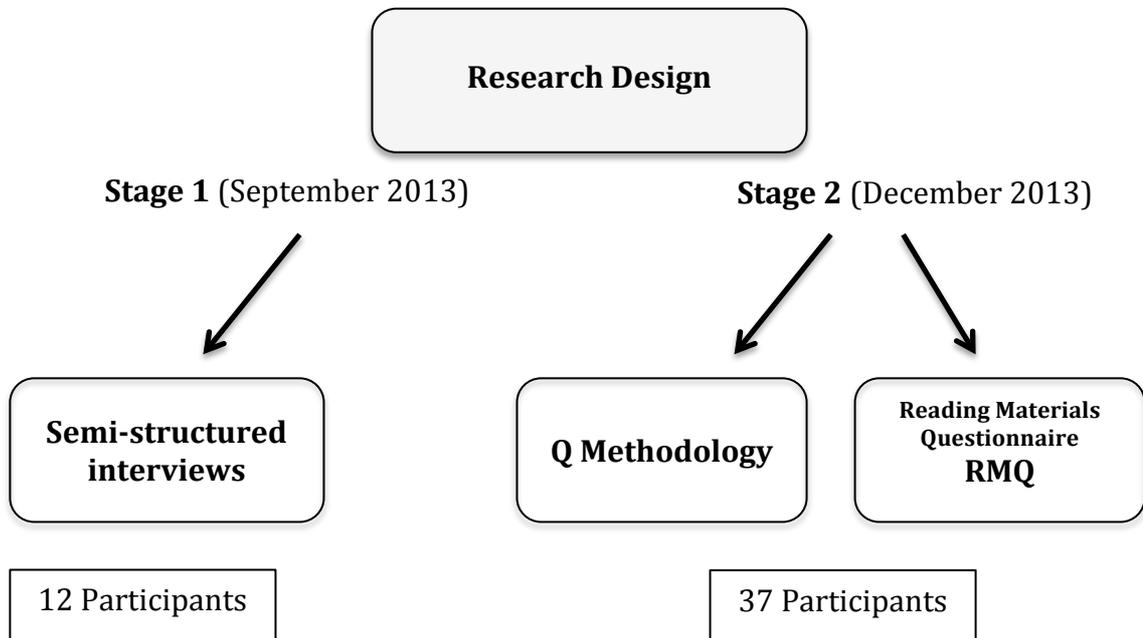 Research Design
Stage 1 (September 2013)
Stage 2 (December 2013)
Semi-structured
interviews
Q Methodology
Reading Materials
Questionnaire
RMQ
12 Participants
37 Participants